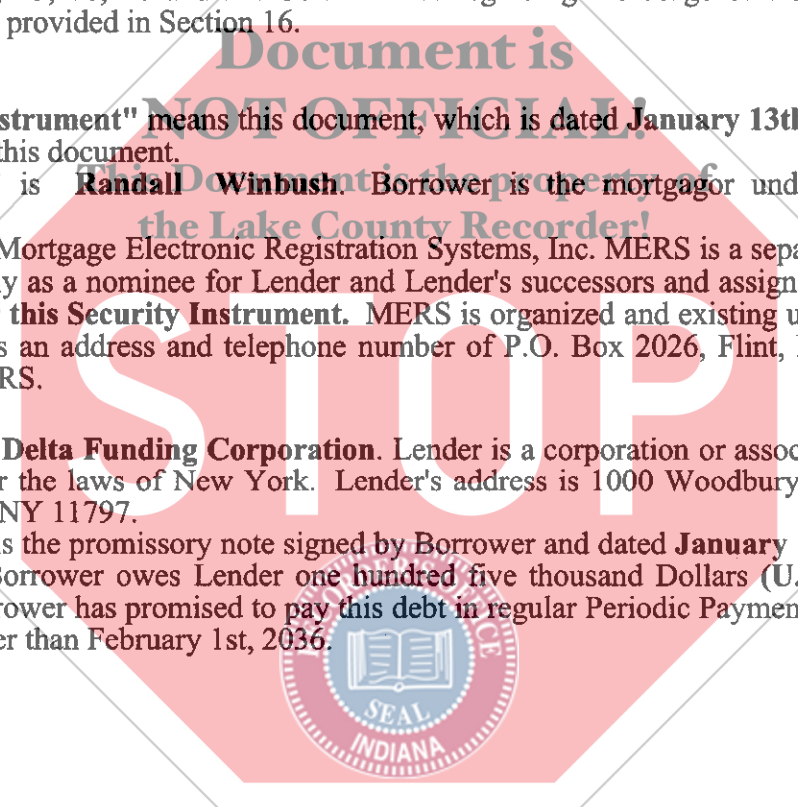 provided in Section 16.
Document is
NOT OFFICIAL!
strument" means this document, which is dated January 13th
this document.
This Document is the property of
is Randall Winbush. Borrower is the mortgagor und
the Lake County Recorder!
Mortgage Electronic Registration Systems, Inc. MERS is a sepa
y as a nominee for Lender and Lender's successors and assign
this Security Instrument. MERS is organized and existing u
s an address and telephone number of P.O. Box 2026, Flint,
RS.
STOP
Delta Funding Corporation. Lender is a corporation or assoc
r the laws of New York. Lender's address is 1000 Woodbury
NY 11797.
s the promissory note signed by Borrower and dated January
Borrower owes Lender one hundred five thousand Dollars (U.
rower has promised to pay this debt in regular Periodic Paymen
er than February 1st, 2036.
RECORDER'S OFFICE
SEAL
INDIANA